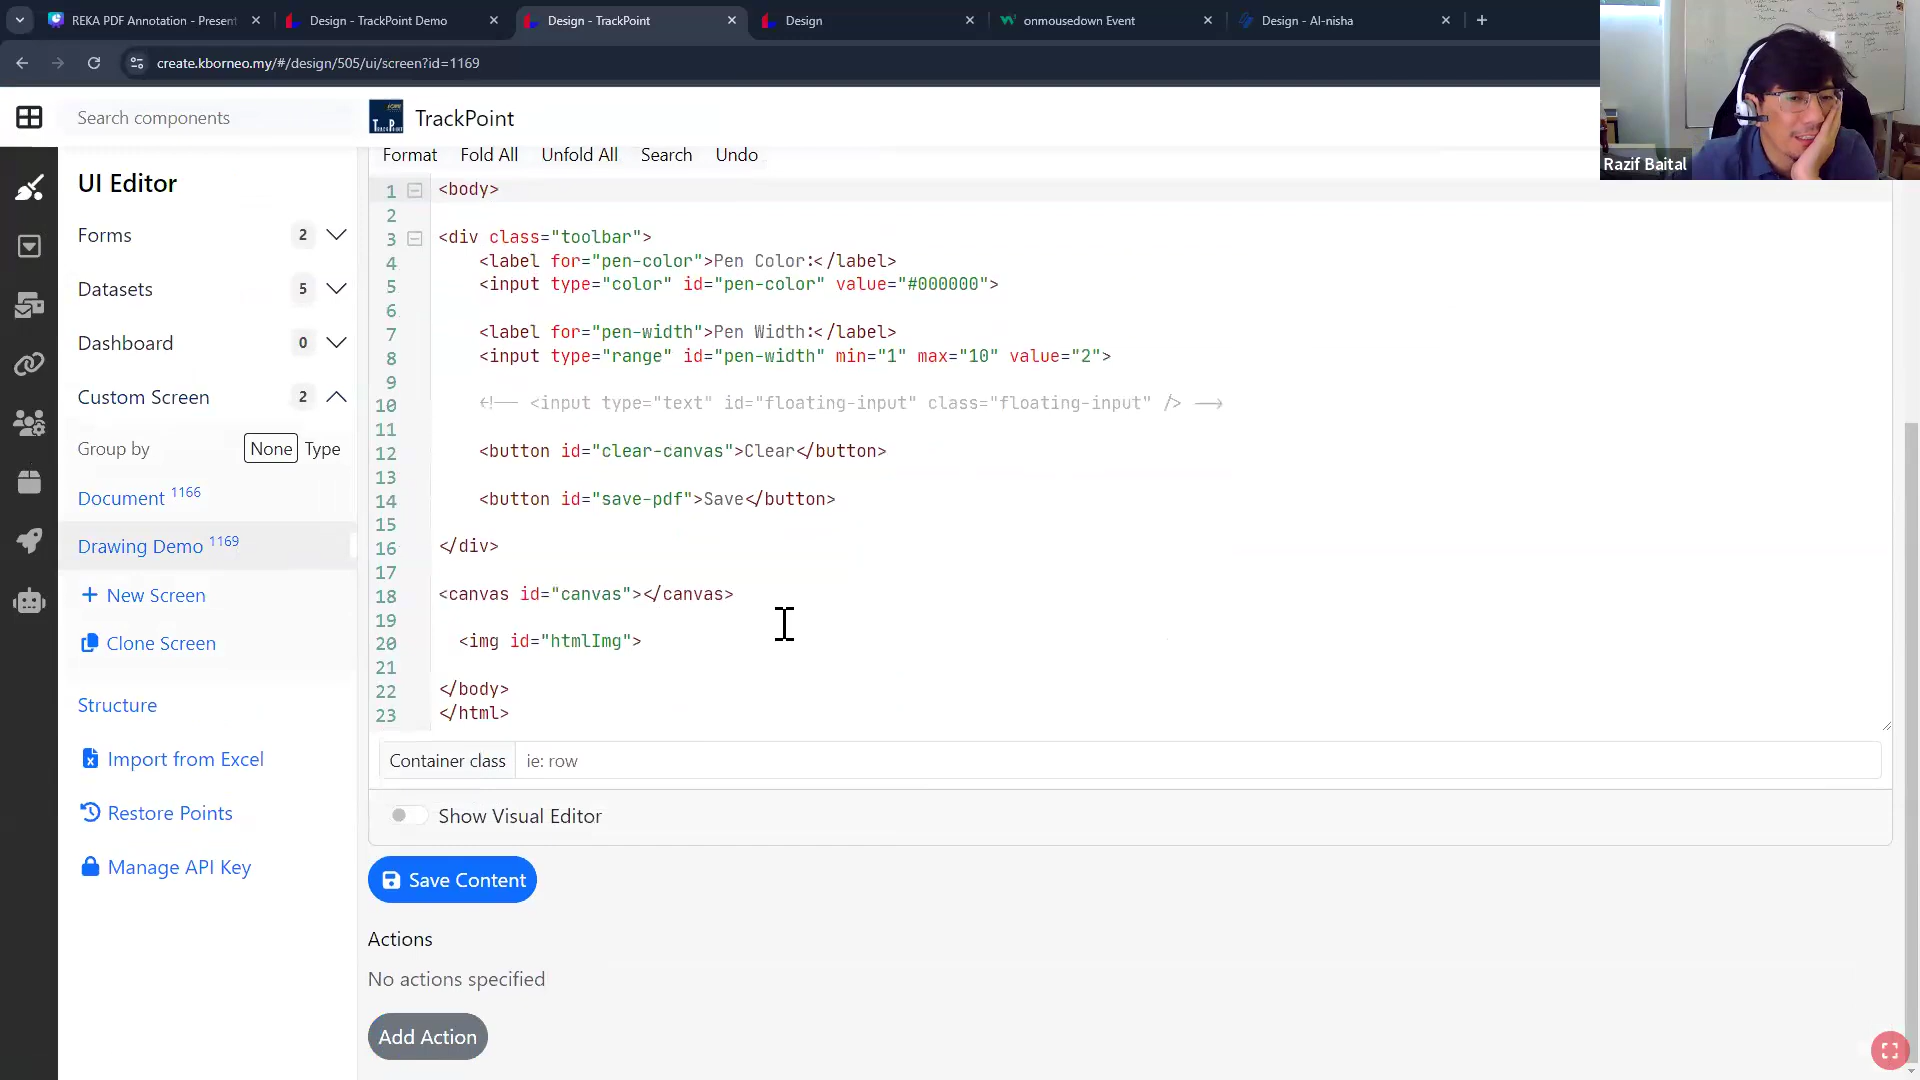 REKA PDF Annotation - Present
Design - TrackPoint Demo
Design - TrackPoint
Design
onmousedown Event
Design - Al-nisha
create.kborneo.my/#/design/505/ui/screen?id=1169
Razif Baital
Search components
TrackPoint
Format Fold All Unfold All Search Undo
UI Editor
Forms 2
Datasets 5
Dashboard 0
Custom Screen 2
Group by None Type
Document 1166
Drawing Demo 1169
+ New Screen
Clone Screen
Structure
Import from Excel
Restore Points
Manage API Key
1 <body>
2
3 <div class="toolbar">
4 <label for="pen-color">Pen Color:</label>
5 <input type="color" id="pen-color" value="#000000">
6
7 <label for="pen-width">Pen Width:</label>
8 <input type="range" id="pen-width" min="1" max="10" value="2">
9
10 <!-- <input type="text" id="floating-input" class="floating-input" /> -->
11
12 <button id="clear-canvas">Clear</button>
13
14 <button id="save-pdf">Save</button>
15
16 </div>
17
18 <canvas id="canvas"></canvas>
19
20 <img id="htmlImg">
21
22 </body>
23 </html>
Container class ie: row
Show Visual Editor
Save Content
Actions
No actions specified
Add Action